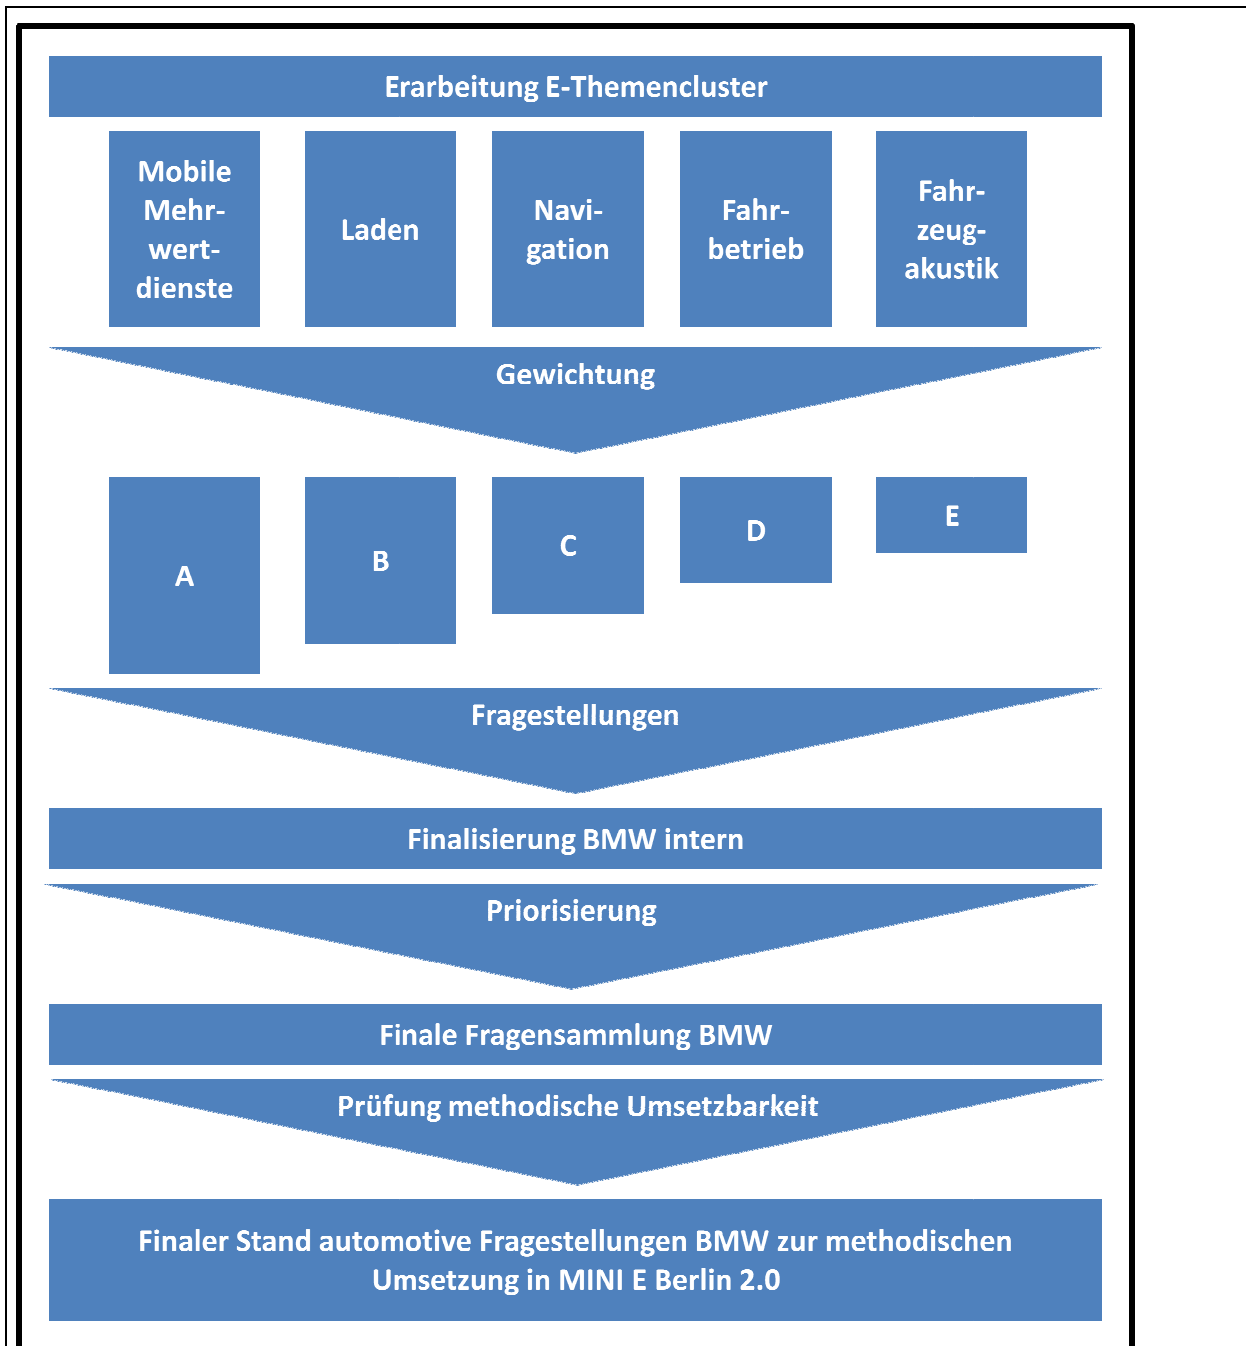 Erarbeitung E-Themencluster
Mobile
Mehr-
wert-
dienste
Laden
Navi-
gation
Fahr-
betrieb
Fahr-
zeug-
akustik
Gewichtung
A
B
C
D
E
Fragestellungen
Finalisierung BMW intern
Priorisierung
Finale Fragensammlung BMW
Prüfung methodische Umsetzbarkeit
Finaler Stand automotive Fragestellungen BMW zur methodischen
Umsetzung in MINI E Berlin 2.0